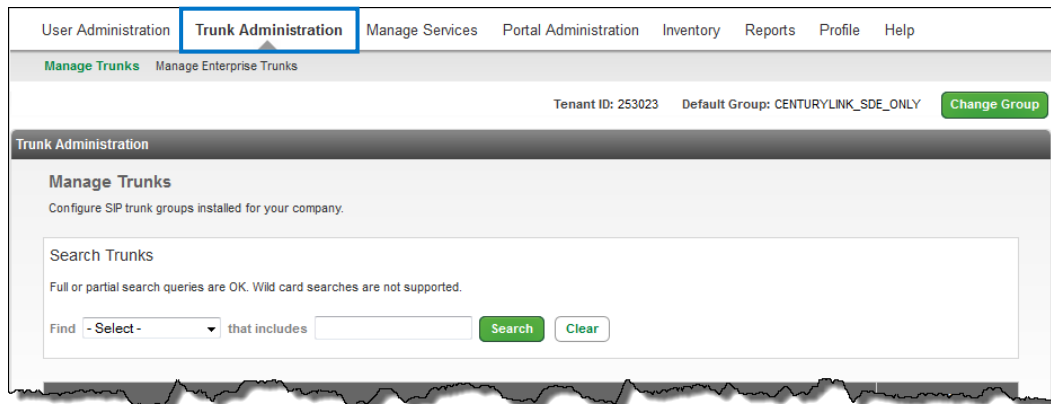 User Administration Trunk Administration Manage Services Portal Administration Inventory Reports Profile Help
Manage Trunks Manage Enterprise Trunks
Tenant ID: 253023 Default Group: CENTURYLINK_SDE_ONLY Change Group
Trunk Administration
Manage Trunks
Configure SIP trunk groups installed for your company.
Search Trunks
Full or partial search queries are OK. Wild card searches are not supported.
Find - Select - that includes Search Clear